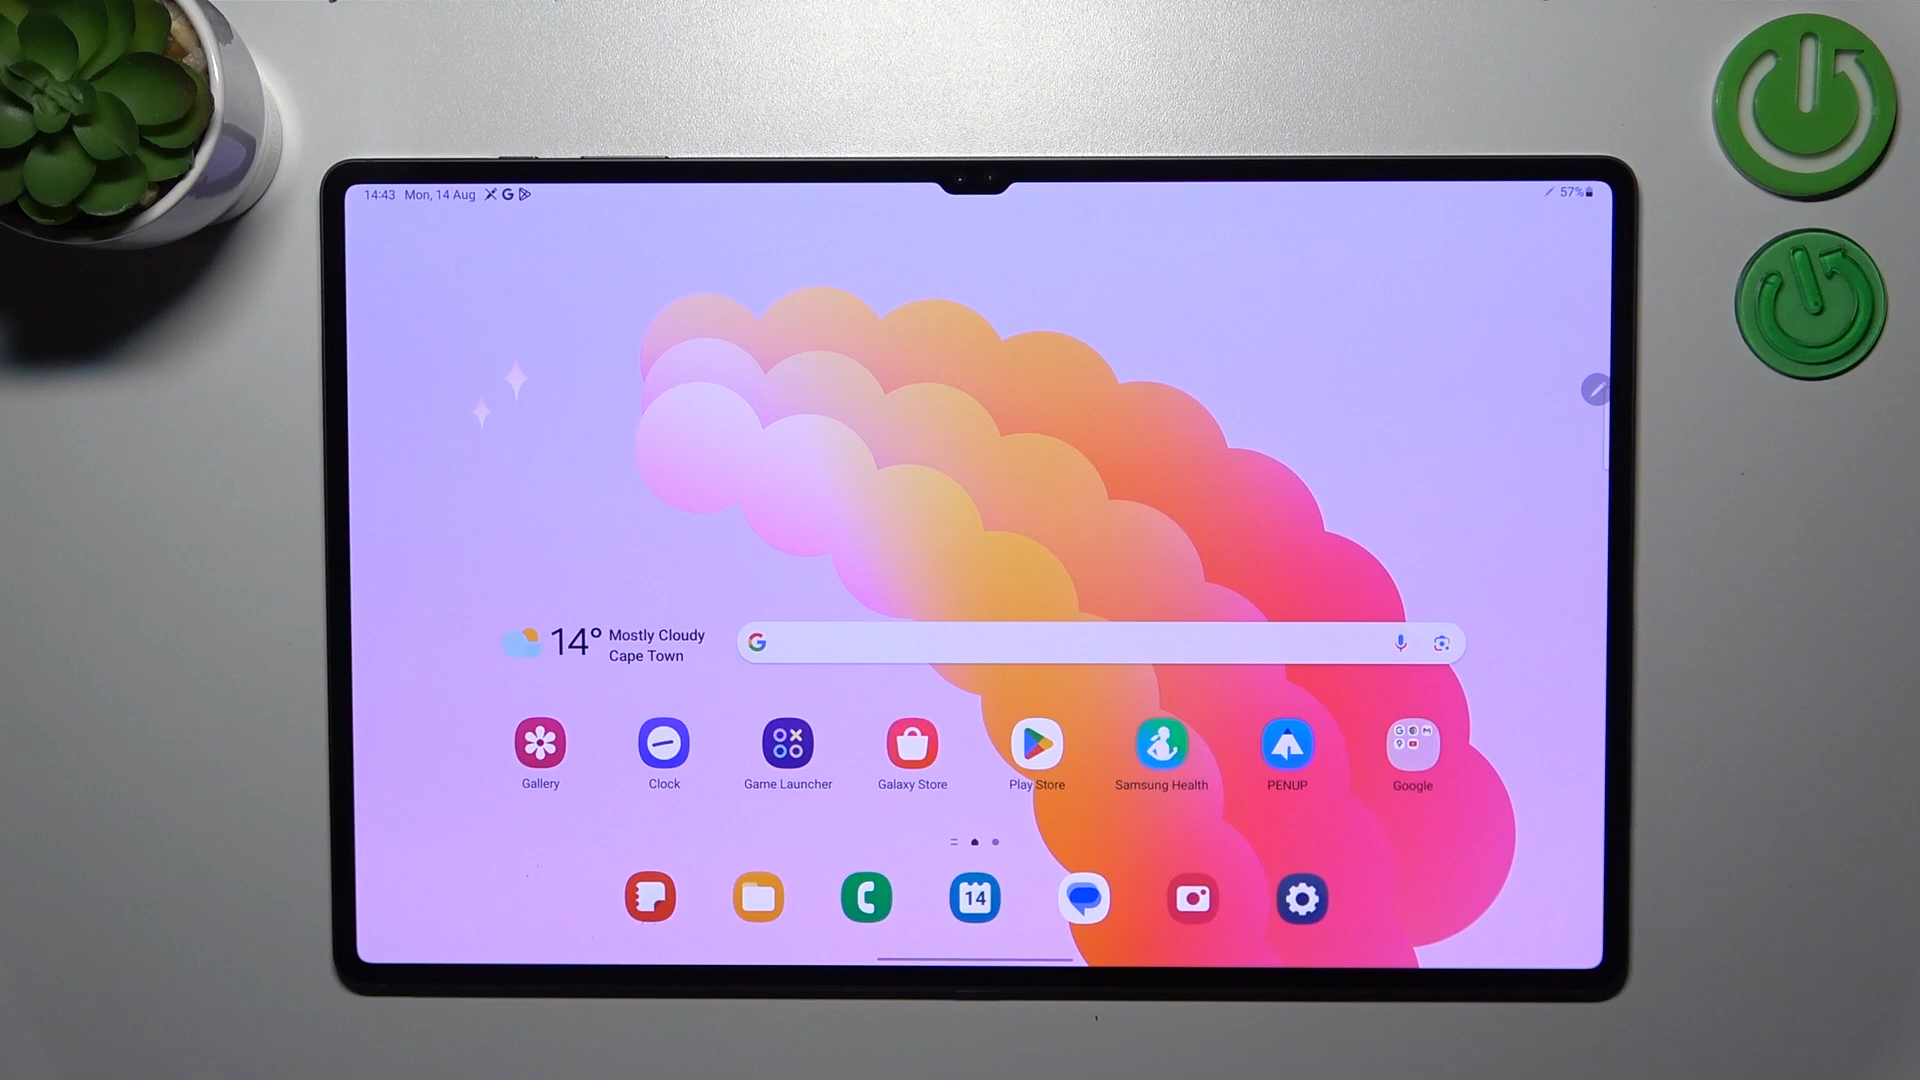 14:43 Mon, 14 Aug
57%
14° Mostly Cloudy
Cape Town
Gallery
Clock
Game Launcher
Galaxy Store
Play Store
Samsung Health
PENUP
Google
14